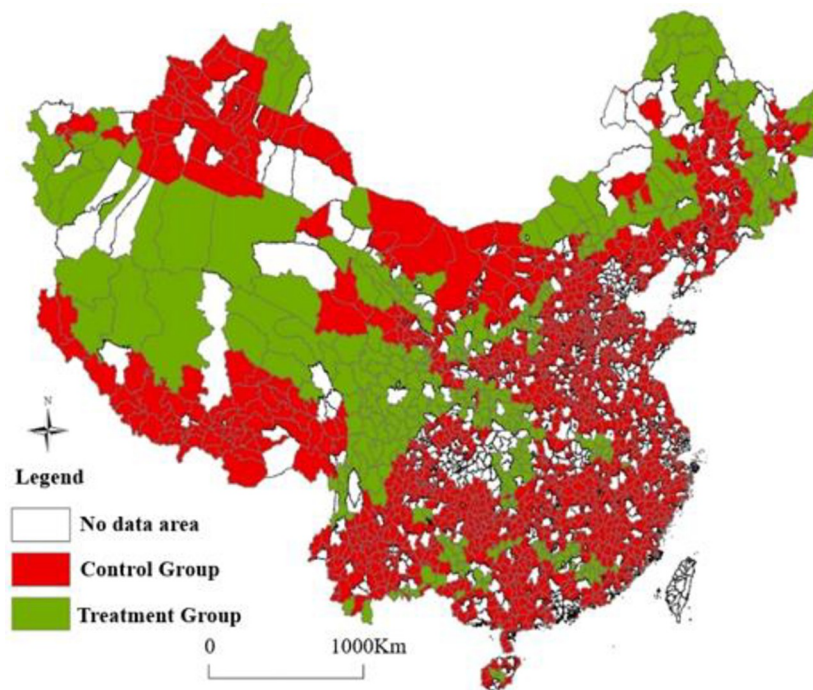 N
Legend
No data area
Control Group
Treatment Group
0 1000Km